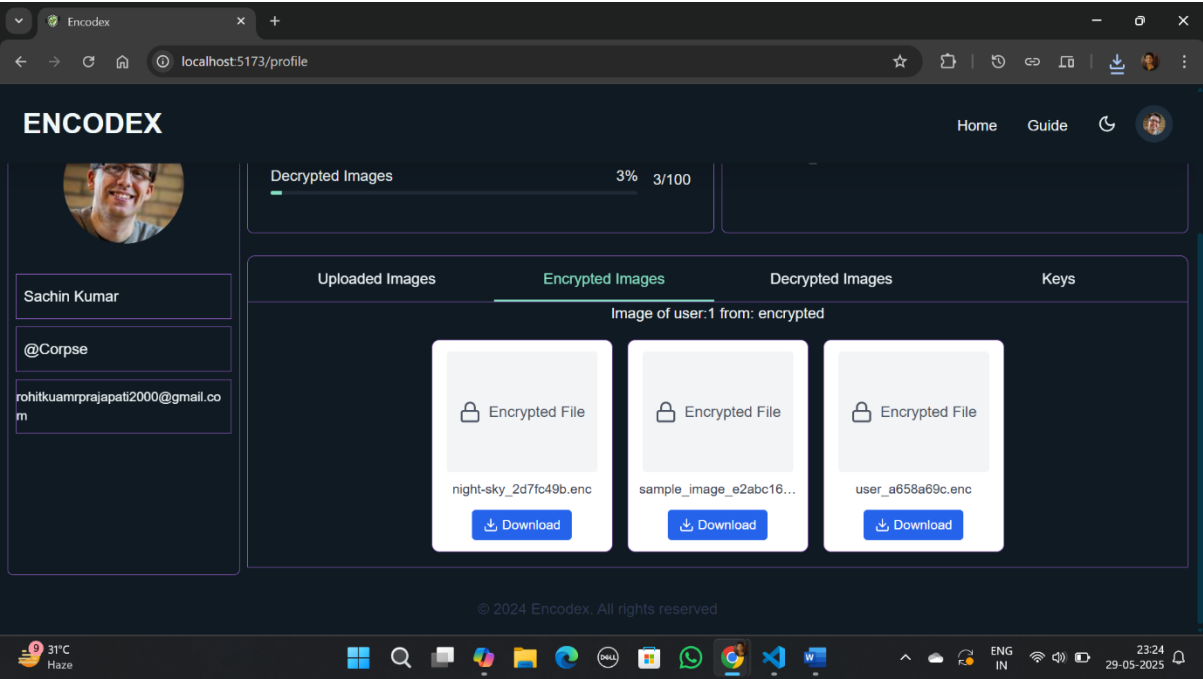 Encodex
localhost:5173/profile
ENCODEX
Home
Guide
Decrypted Images
3%
3/100
Sachin Kumar
@Corpse
rohitkuamrprajapati2000@gmail.co
m
Uploaded Images
Encrypted Images
Decrypted Images
Keys
Image of user:1 from: encrypted
Encrypted File
Encrypted File
Encrypted File
night-sky_2d7fc49b.enc
sample_image_e2abc16...
user_a658a69c.enc
Download
Download
Download
© 2024 Encodex. All rights reserved
9
31°C
Haze
DELL
W
ENG
IN
23:24
29-05-2025